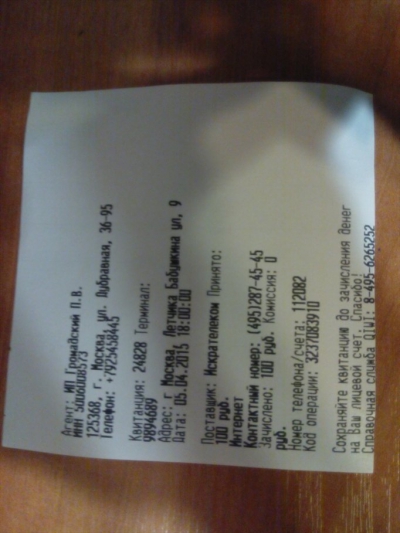 Агент: ИП Громадский П.В.
ИНН 5000008573
125368, г. Москва, ул. Дубравная, 36-95
Телефон: +7925458445
Квитанция: 24828 Терминал:
9894689
Адрес: г Москва, Летчика Бабушкина ул, 9
Дата: 05.04.2015 18:00:00
Поставщик: Искрателеком Принято:
100 руб.
Интернет
Контактный номер: (495)287-45-45
Зачислено: 100 руб. Комиссия: 0
руб.
Номер телефона/счета: 112082
Код операции: 3237083910
Сохраняйте квитанцию до зачисления денег
на Ваш лицевой счет. Спасибо!
Справочная служба QIWI: 8-495-6265252